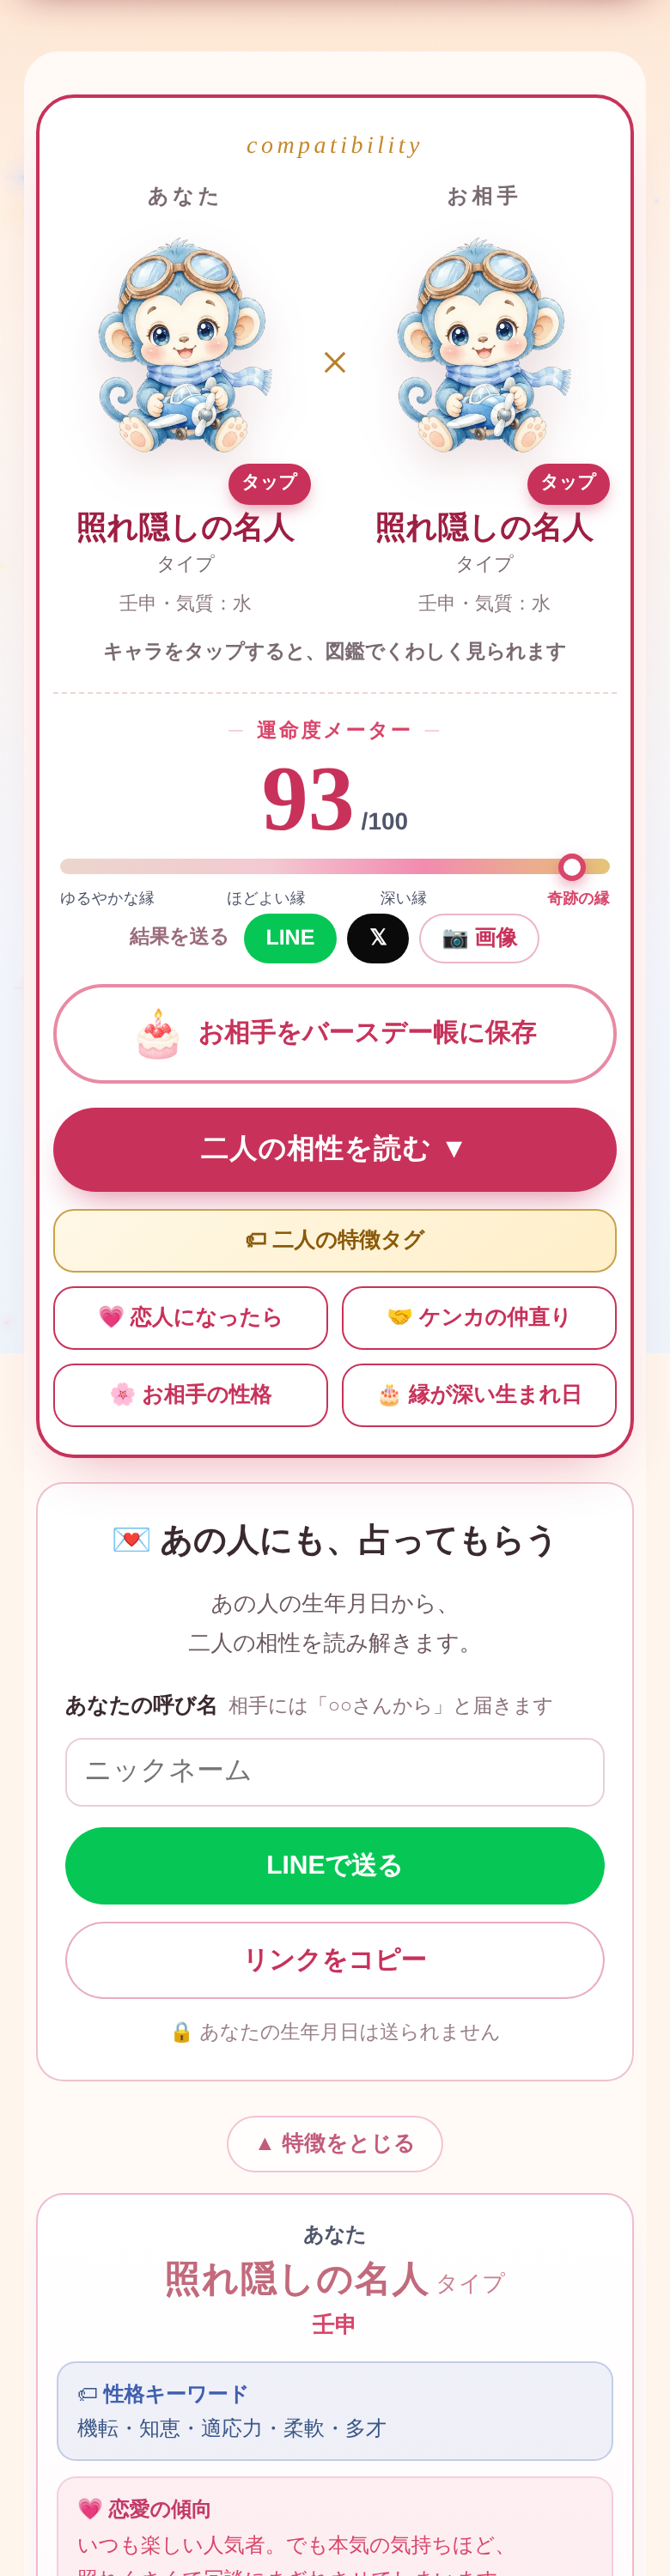 compatibility
あなた
お相手
×
タップ
タップ
照れ隠しの名人
照れ隠しの名人
タイプ
タイプ
壬申・気質：水
壬申・気質：水
キャラをタップすると、図鑑でくわしく見られます
運命度メーター
93 /100
ゆるやかな縁 ほどよい縁 深い縁 奇跡の縁
結果を送る LINE 𝕏 📷 画像
お相手をバースデー帳に保存
二人の相性を読む ▼
🏷 二人の特徴タグ
💗 恋人になったら
🤝 ケンカの仲直り
🌸 お相手の性格
🎂 縁が深い生まれ日
💌 あの人にも、占ってもらう
あの人の生年月日から、
二人の相性を読み解きます。
あなたの呼び名 相手には「○○さんから」と届きます
ニックネーム
LINEで送る
リンクをコピー
🔒 あなたの生年月日は送られません
▲ 特徴をとじる
あなた
照れ隠しの名人 タイプ
壬申
🏷 性格キーワード
機転・知恵・適応力・柔軟・多才
💗 恋愛の傾向
いつも楽しい人気者。でも本気の気持ちほど、